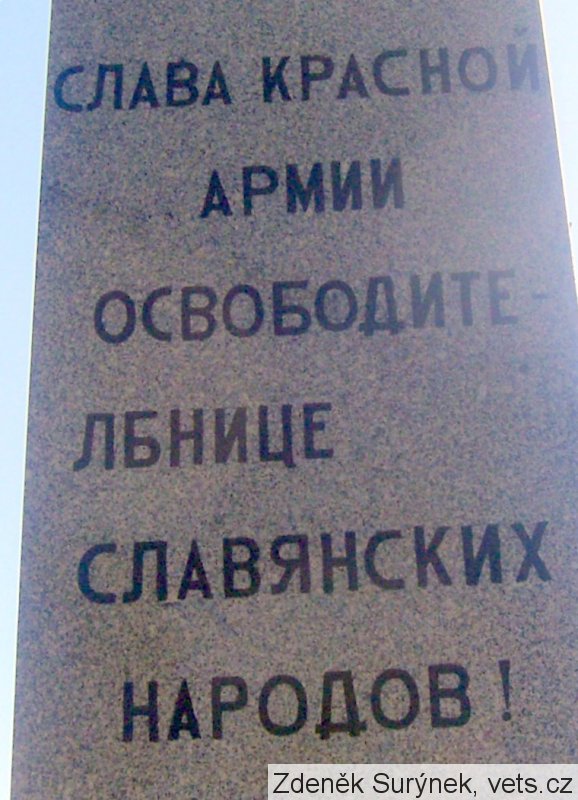 СЛАВА КРАСНОЙ
АРМИИ
ОСВОБОДИТЕ-
ЛБНИЦЕ
СЛАВЯНСКИХ
НАРОДОВ!
Zdeněk Surýnek, vets.cz